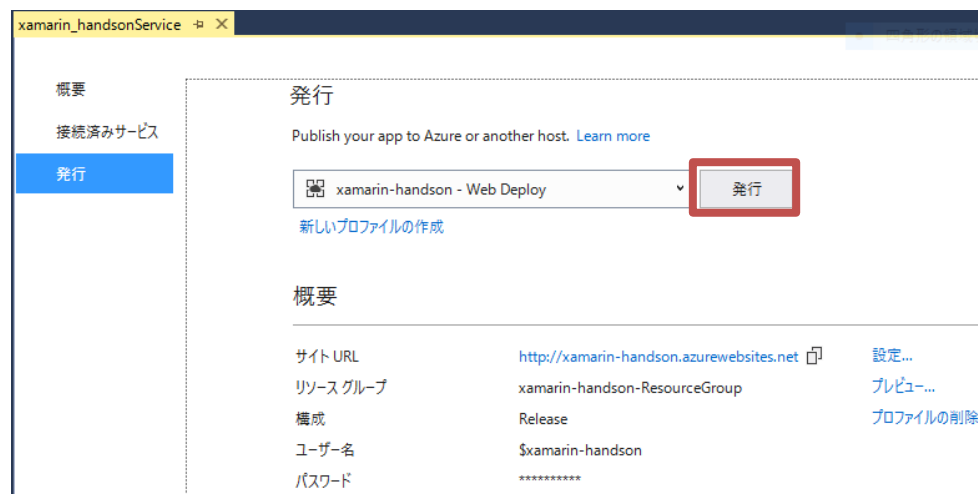 xamarin_handsonService
概要
接続済みサービス
発行
発行
Publish your app to Azure or another host. Learn more
xamarin-handson - Web Deploy
発行
新しいプロファイルの作成
概要
サイト URL http://xamarin-handson.azurewebsites.net 設定...
リソース グループ xamarin-handson-ResourceGroup プレビュー...
構成 Release プロファイルの削除
ユーザー名 $xamarin-handson
パスワード **********